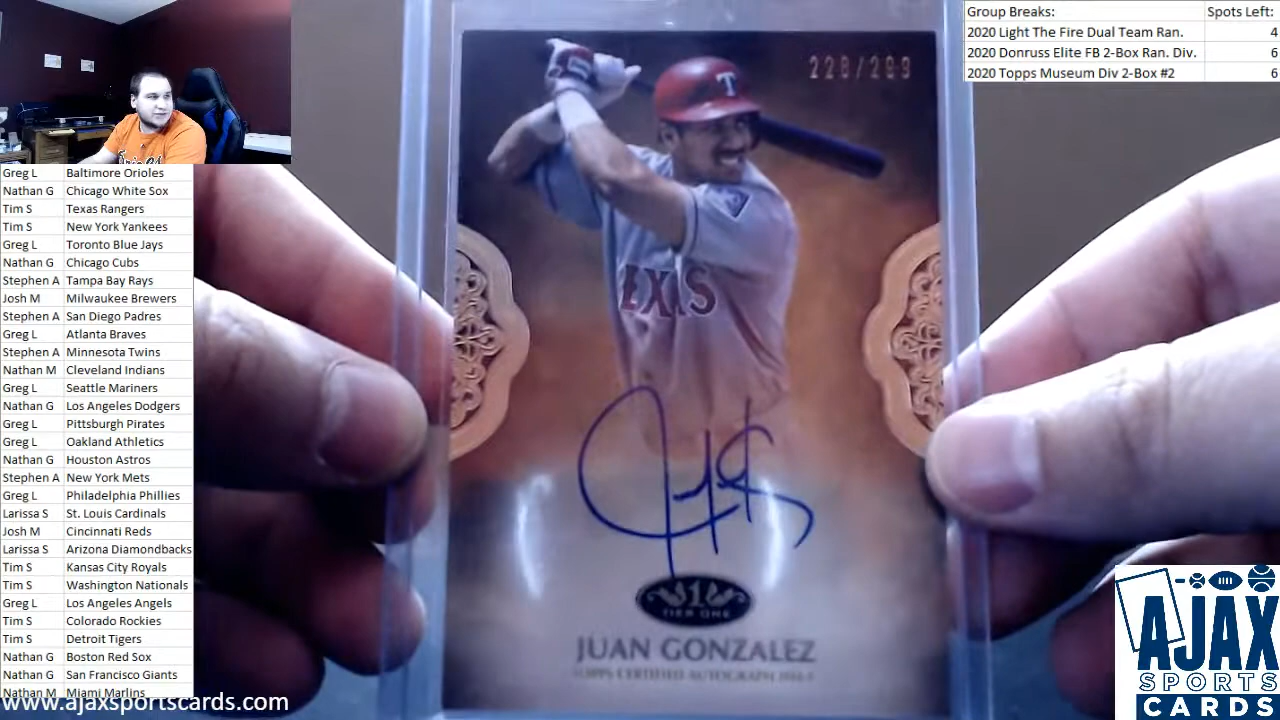 Group Breaks: Spots Left:
2020 Light The Fire Dual Team Ran. 4
2020 Donruss Elite FB 2-Box Ran. Div. 6
2020 Topps Museum Div 2-Box #2 6
Greg L Baltimore Orioles
Nathan G Chicago White Sox
Tim S Texas Rangers
Tim S New York Yankees
Greg L Toronto Blue Jays
Nathan G Chicago Cubs
Stephen A Tampa Bay Rays
Josh M Milwaukee Brewers
Stephen A San Diego Padres
Greg L Atlanta Braves
Stephen A Minnesota Twins
Nathan M Cleveland Indians
Greg L Seattle Mariners
Nathan G Los Angeles Dodgers
Greg L Pittsburgh Pirates
Greg L Oakland Athletics
Nathan G Houston Astros
Stephen A New York Mets
Greg L Philadelphia Phillies
Larissa S St. Louis Cardinals
Josh M Cincinnati Reds
Larissa S Arizona Diamondbacks
Tim S Kansas City Royals
Tim S Washington Nationals
Greg L Los Angeles Angels
Tim S Colorado Rockies
Tim S Detroit Tigers
Nathan G Boston Red Sox
Nathan G San Francisco Giants
Nathan M Miami Marlins
www.ajaxsportscards.com
T
EXAS
1
TIER ONE
JUAN GONZALEZ
TOPPS CERTIFIED AUTOGRAPH ISSUE
AJAX
SPORTS
CARDS